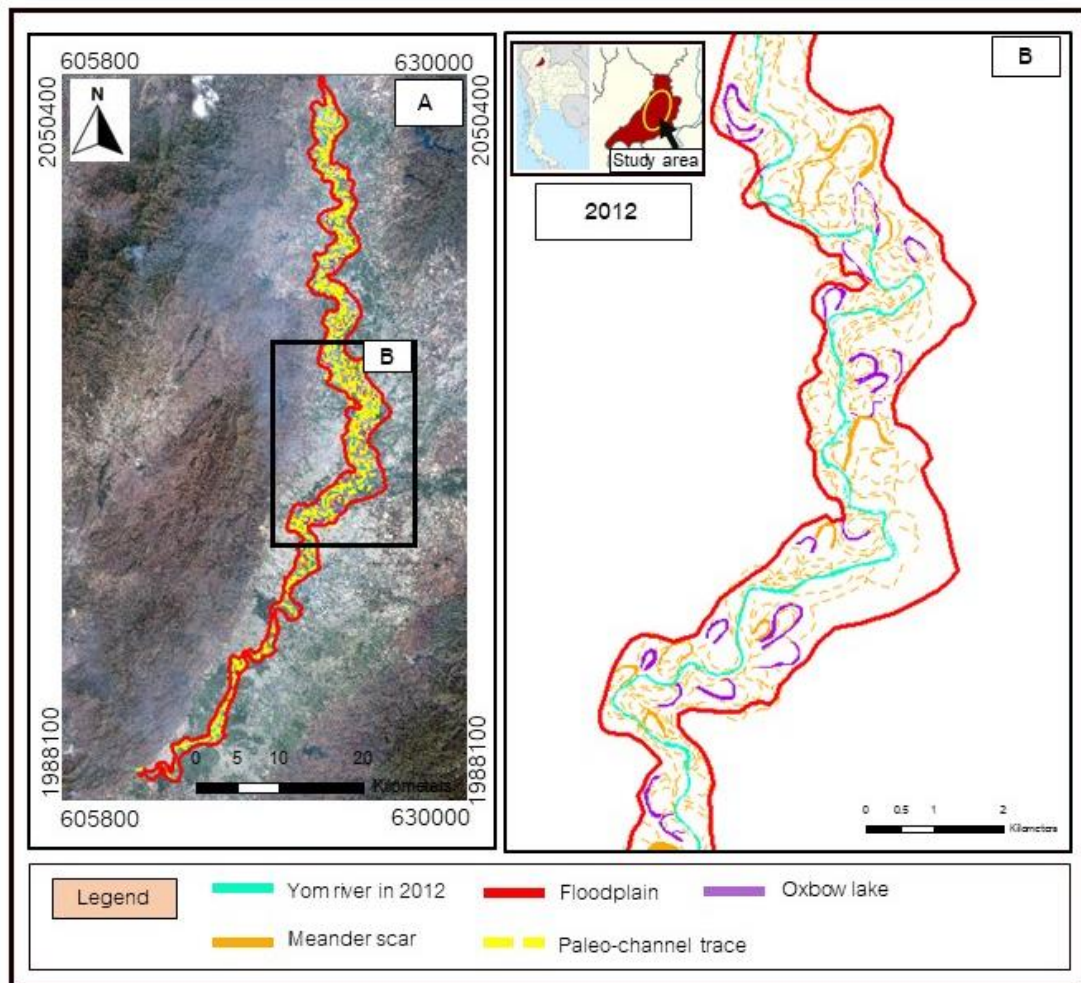 605800 630000
N
A
2050400 2050400
B
1988100 1988100
0 5 10 20
Kilometers
605800 630000
B
Study area
2012
0 0.5 1 2
Kilometers
Legend
Yom river in 2012
Floodplain
Oxbow lake
Meander scar
Paleo-channel trace